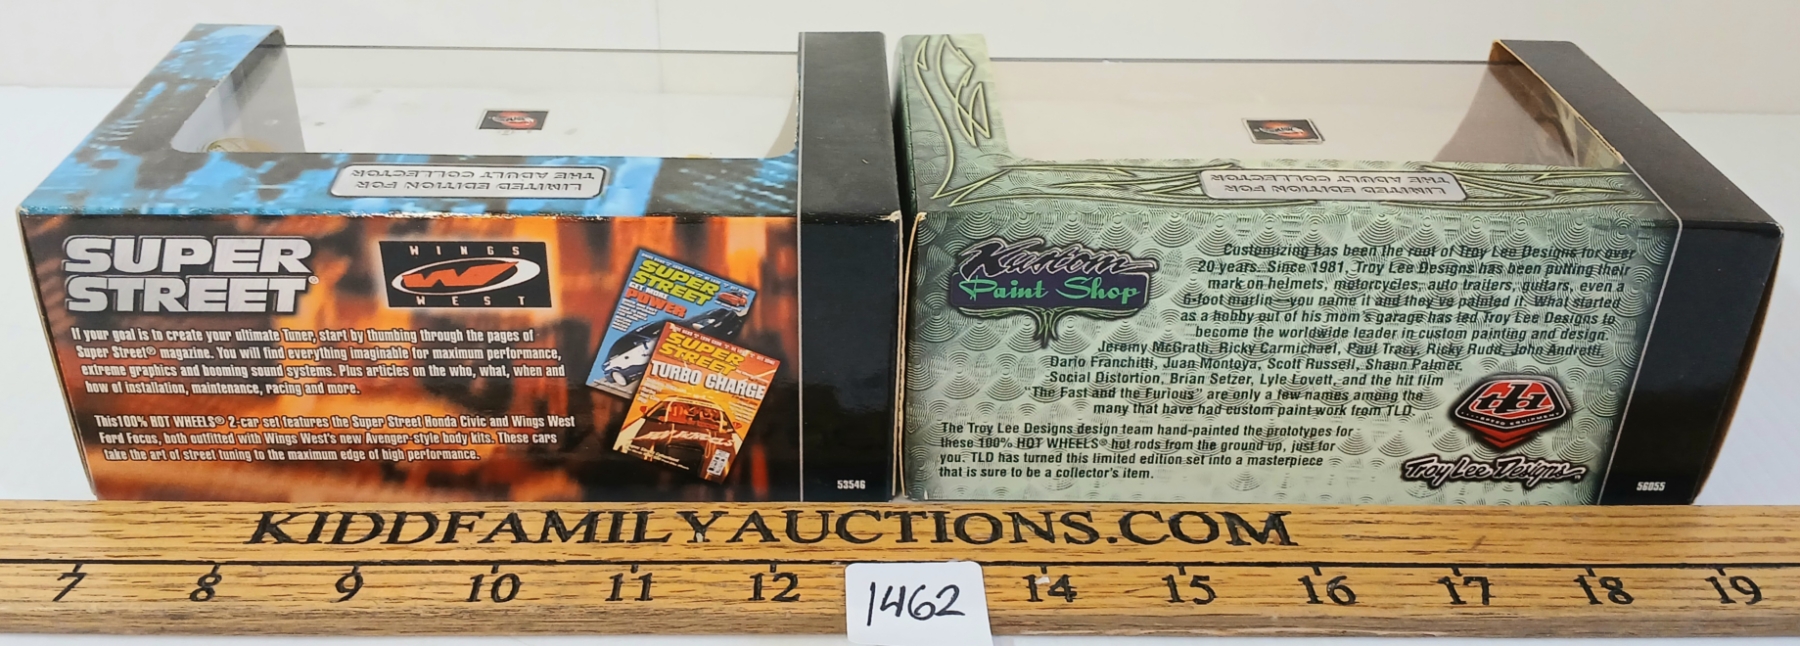 LIMITED EDITION FOR
THE ADULT COLLECTOR
SUPER
STREET®
WINGS
W
WEST
SUPER
STREET
GET MORE
POWER
SUPER
STREET
TURBO CHARGE
If your goal is to create your ultimate Tuner, start by thumbing through the pages of
Super Street® magazine. You will find everything imaginable for maximum performance,
extreme graphics and booming sound systems. Plus articles on the who, what, when and
how of installation, maintenance, racing and more.
This 100% HOT WHEELS® 2-car set features the Super Street Honda Civic and Wings West
Ford Focus, both outfitted with Wings West's new Avenger-style body kits. These cars
take the art of street tuning to the maximum edge of high performance.
53546
LIMITED EDITION FOR
THE ADULT COLLECTOR
Kustom
Paint Shop
Customizing has been the root of Troy Lee Designs for over
20 years. Since 1981, Troy Lee Designs has been putting their
mark on helmets, motorcycles, auto trailers, guitars, even a
6-foot marlin—you name it and they've painted it. What started
as a hobby out of his mom's garage has led Troy Lee Designs to
become the worldwide leader in custom painting and design.
Jeremy McGrath, Ricky Carmichael, Paul Tracy, Ricky Rudd, John Andretti,
Dario Franchitti, Juan Montoya, Scott Russell, Shaun Palmer,
Social Distortion, Brian Setzer, Lyle Lovett, and the hit film
"The Fast and the Furious" are only a few names among the
many that have had custom paint work from TLD.
The Troy Lee Designs design team hand-painted the prototypes for
these 100% HOT WHEELS® hot rods from the ground up, just for
you. TLD has turned this limited edition set into a masterpiece
that is sure to be a collector's item.
Troy Lee Designs
56055
KIDDFAMILYAUCTIONS.COM
7 8 9 10 11 12 14 15 16 17 18 19
1462